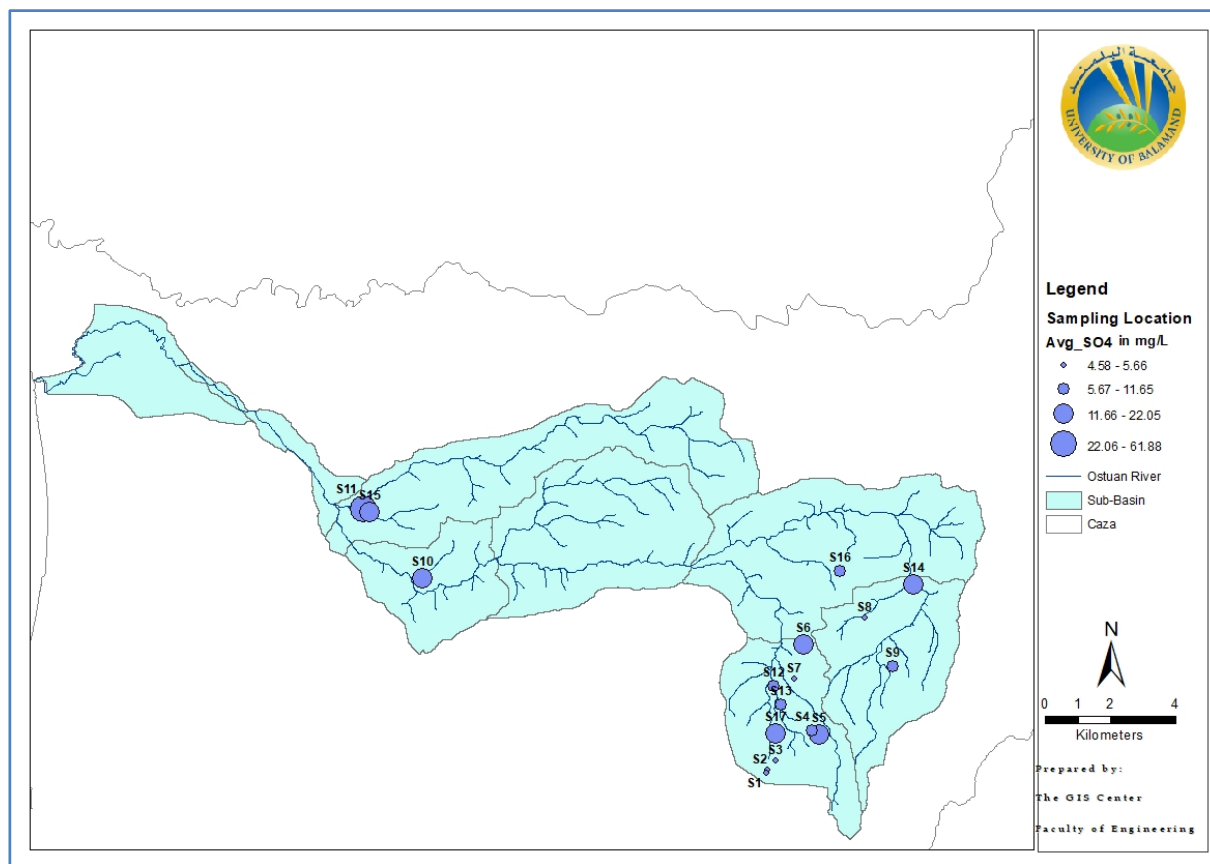 جامعة البلمند
UNIVERSITY OF BALAMAND
Legend
Sampling Location
Avg_SO4 in mg/L
4.58 - 5.66
5.67 - 11.65
11.66 - 22.05
22.06 - 61.88
Ostuan River
Sub-Basin
Caza
S11
S15
S10
S16
S14
S8
S6
S9
S7
S12
S13
S17
S4
S5
S3
S2
S1
N
0 2 4
Kilometers
Prepared by:
The GIS Center
Faculty of Engineering